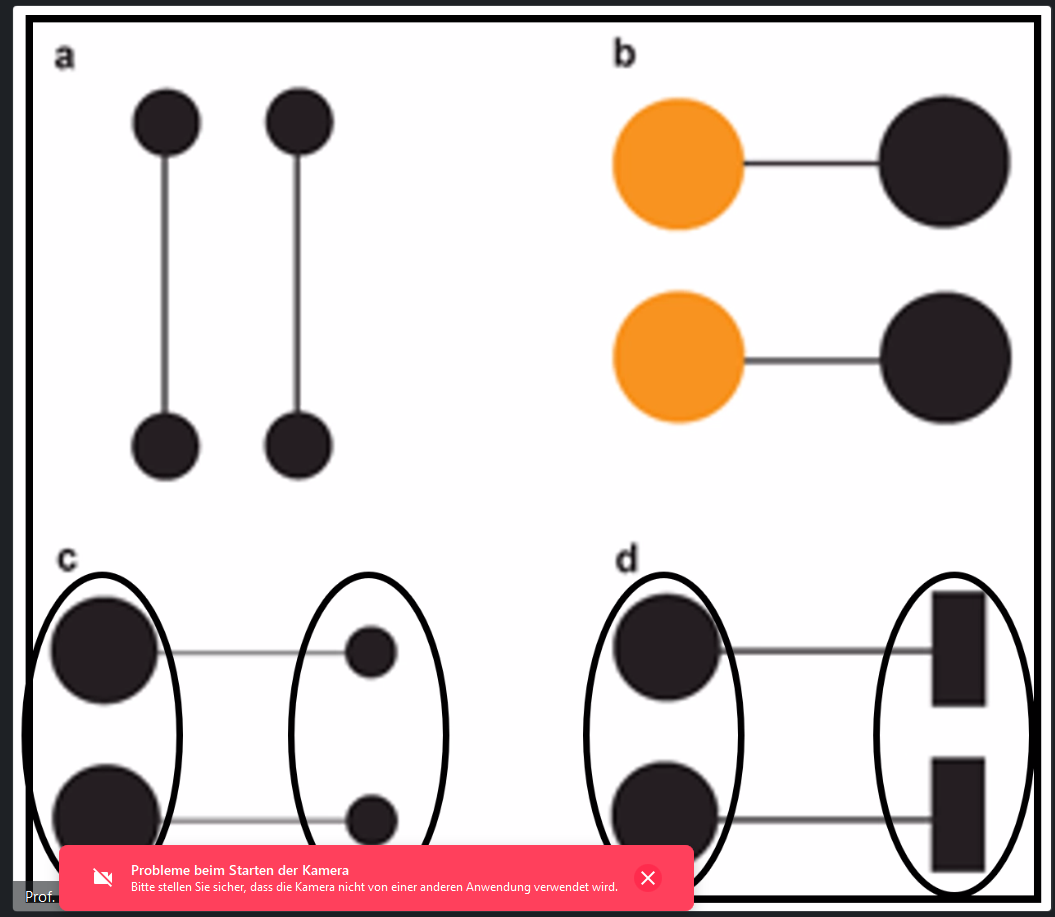 a
b
c
d
Probleme beim Starten der Kamera
Bitte stellen Sie sicher, dass die Kamera nicht von einer anderen Anwendung verwendet wird.
Prof.